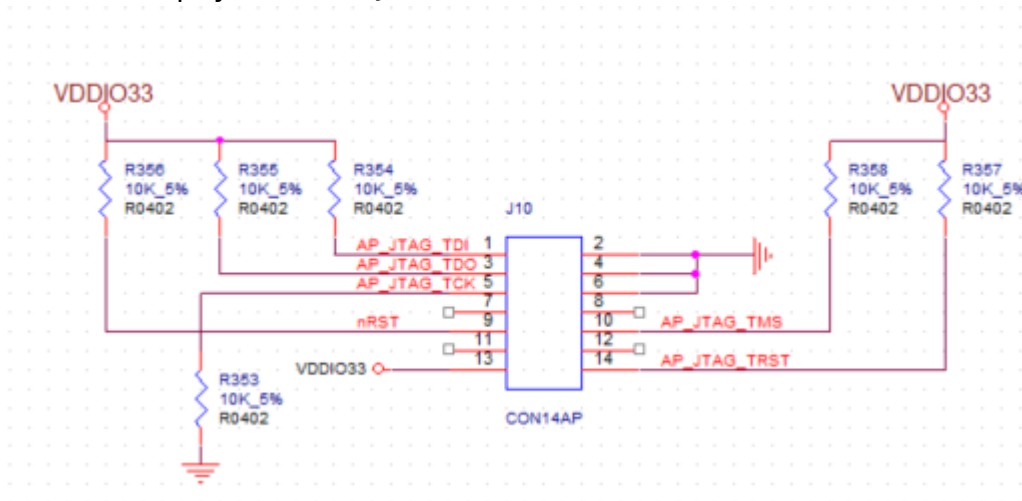 VDDIO33
VDDIO33
R356
10K_5%
R0402
R355
10K_5%
R0402
R354
10K_5%
R0402
R358
10K_5%
R0402
R357
10K_5%
R0402
J10
AP_JTAG_TDI 1
2
AP_JTAG_TDO 3
4
AP_JTAG_TCK 5
6
7
8
nRST 9
10 AP_JTAG_TMS
11
12
VDDIO33 13
14 AP_JTAG_TRST
R353
10K_5%
R0402
CON14AP